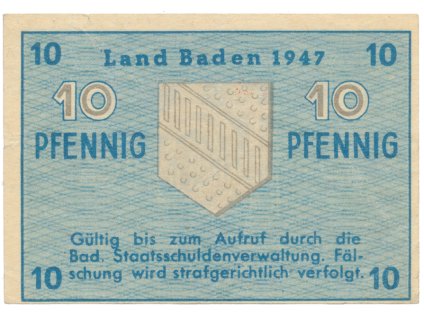 10 Land Baden 1947 10
10 10
PFENNIG PFENNIG
Gültig bis zum Aufruf durch die
Bad. Staatsschuldenverwaltung. Fäl-
10 schung wird strafgerichtlich verfolgt. 10